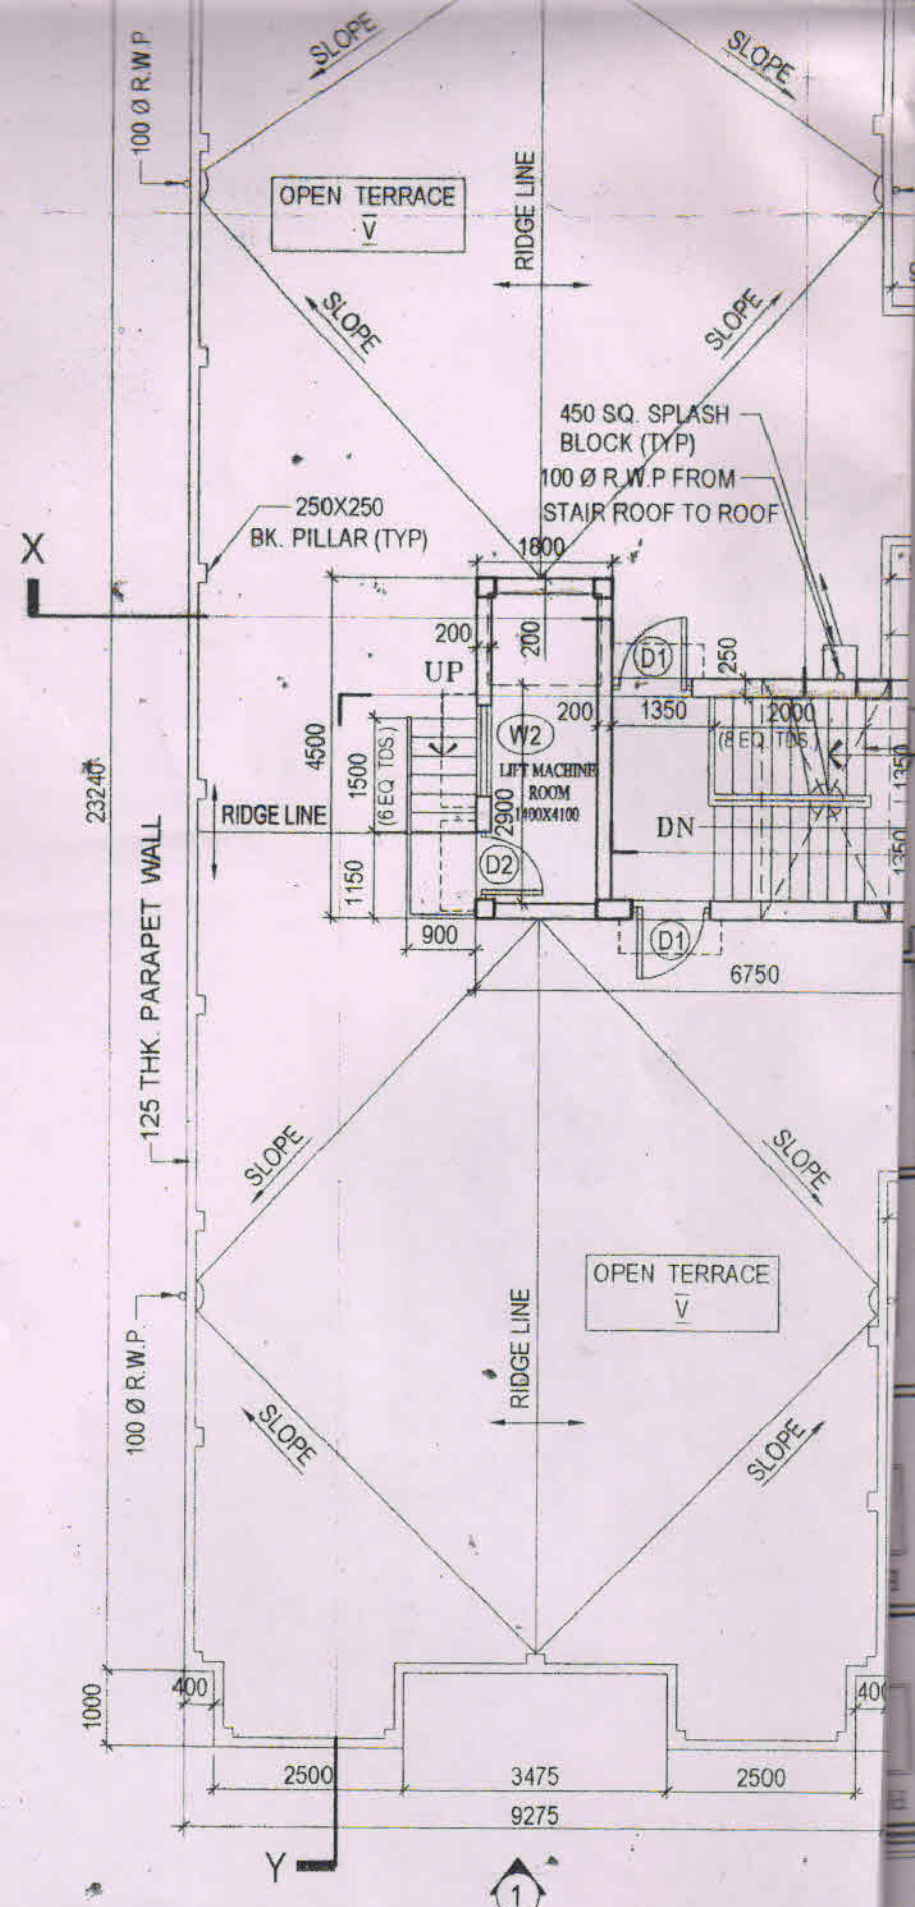 SLOPE
SLOPE
100 Ø R.W.P
OPEN TERRACE
V
RIDGE LINE
SLOPE
SLOPE
450 SQ. SPLASH
BLOCK (TYP)
100 Ø R.W.P FROM
STAIR ROOF TO ROOF
250X250
BK. PILLAR (TYP)
X
1800
200
200
D1
250
UP
4500
1500
(6 EQ. TDS.)
W2
200
1350
2000
(8 EQ. TDS.)
LIFT MACHINE
ROOM
1400X4100
2900
1350
23240
RIDGE LINE
DN
1350
1150
D2
900
D1
6750
125 THK. PARAPET WALL
SLOPE
SLOPE
OPEN TERRACE
V
100 Ø R.W.P.
RIDGE LINE
SLOPE
SLOPE
1000
400
400
2500
3475
2500
9275
Y
1